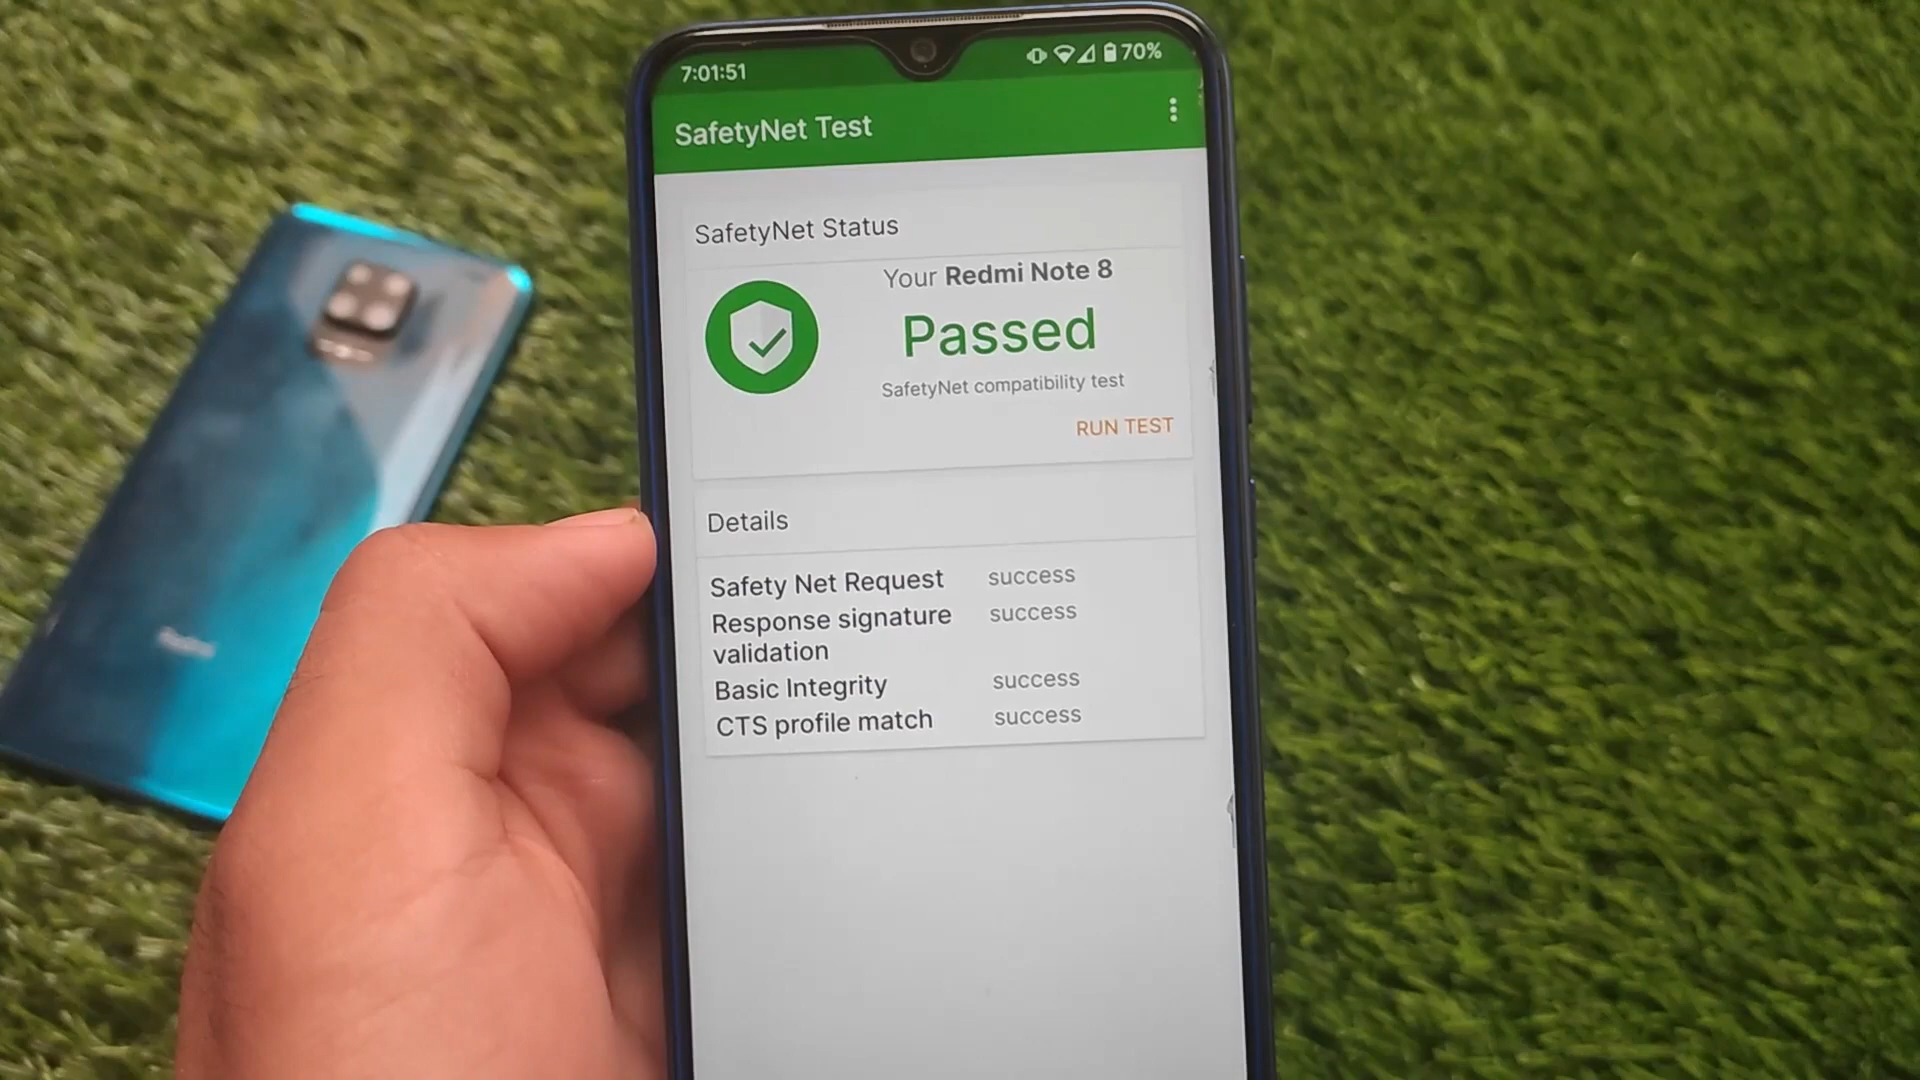 7:01:51
70%
SafetyNet Test
SafetyNet Status
Your Redmi Note 8
Passed
SafetyNet compatibility test
RUN TEST
Details
Safety Net Request success
Response signature success
validation
Basic Integrity success
CTS profile match success
Redmi